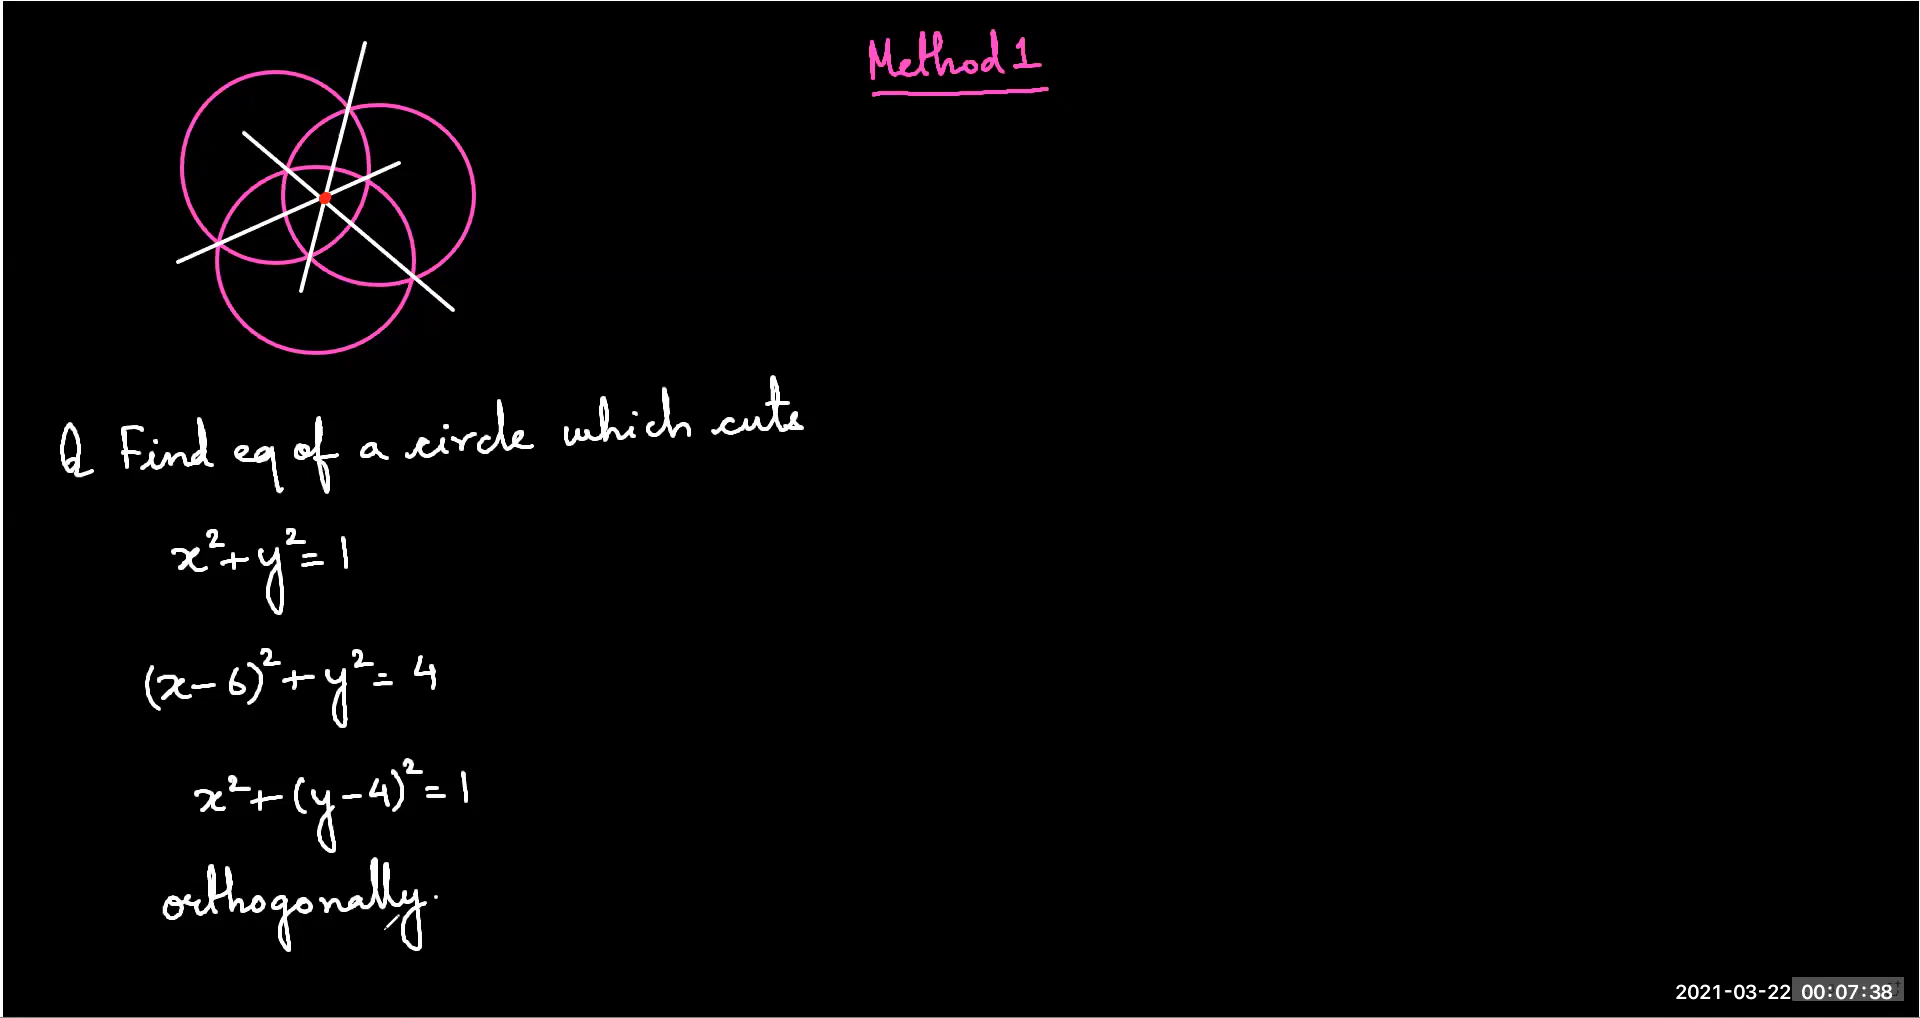 Method 1
Q Find eq of a circle which cuts
x²+y²=1
(x-6)²+y²=4
x²+(y-4)²=1
orthogonally.
2021-03-22 00:07:38